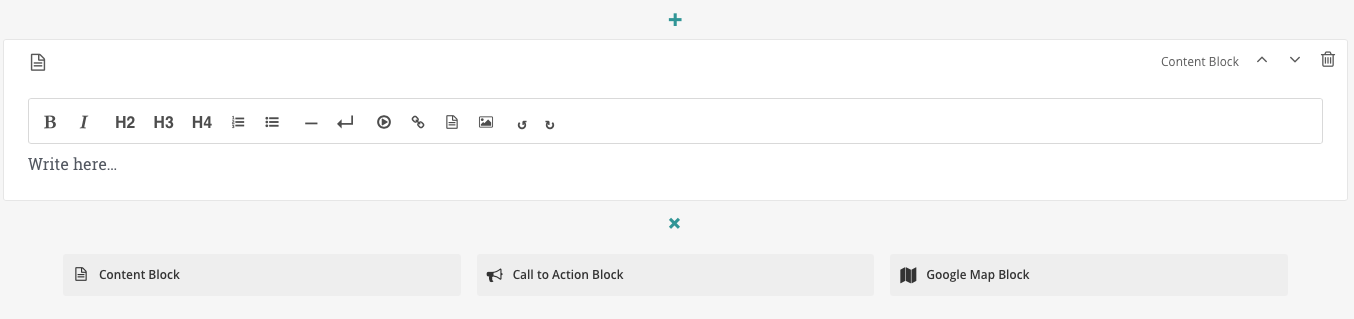 Content Block
B I H2 H3 H4
Write here...
Content Block Call to Action Block Google Map Block